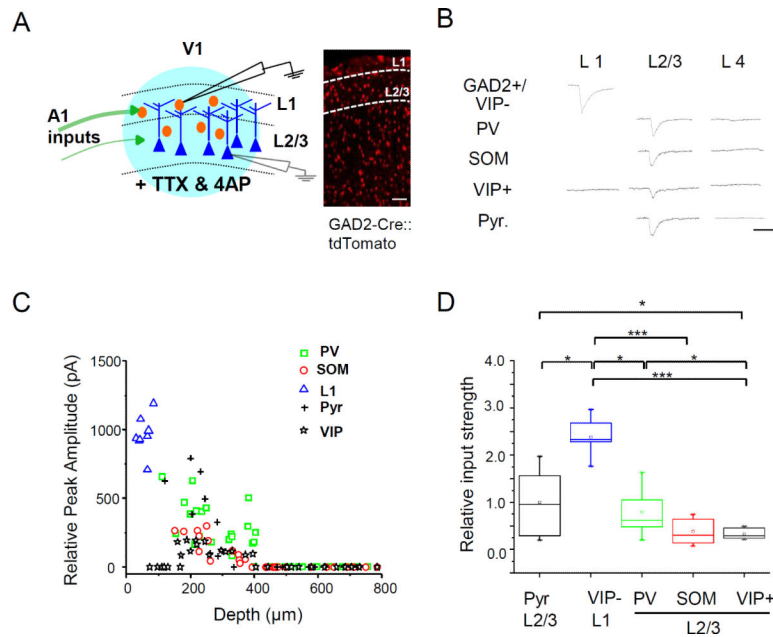 A
V1
L1
L2/3
A1
inputs
L1
L2/3
+ TTX & 4AP
GAD2-Cre::
tdTomato
B
L 1 L2/3 L 4
GAD2+/
VIP-
PV
SOM
VIP+
Pyr.
C
Relative Peak Amplitude (pA)
1500
1000
500
0
0 200 400 600 800
Depth (μm)
PV
SOM
L1
Pyr
VIP
D
Relative input strength
4.0
3.0
2.0
1.0
0.0
*
***
* * *
***
Pyr VIP- PV SOM VIP+
L2/3 L1 L2/3